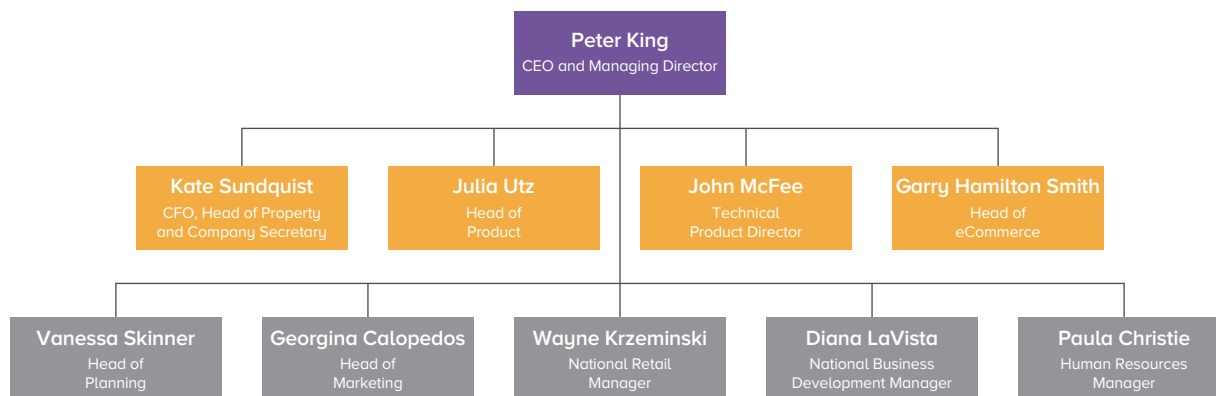 Peter King
CEO and Managing Director
Kate Sundquist
CFO, Head of Property
and Company Secretary
Julia Utz
Head of
Product
John McFee
Technical
Product Director
Garry Hamilton Smith
Head of
eCommerce
Vanessa Skinner
Head of
Planning
Georgina Calopedos
Head of
Marketing
Wayne Krzeminski
National Retail
Manager
Diana LaVista
National Business
Development Manager
Paula Christie
Human Resources
Manager